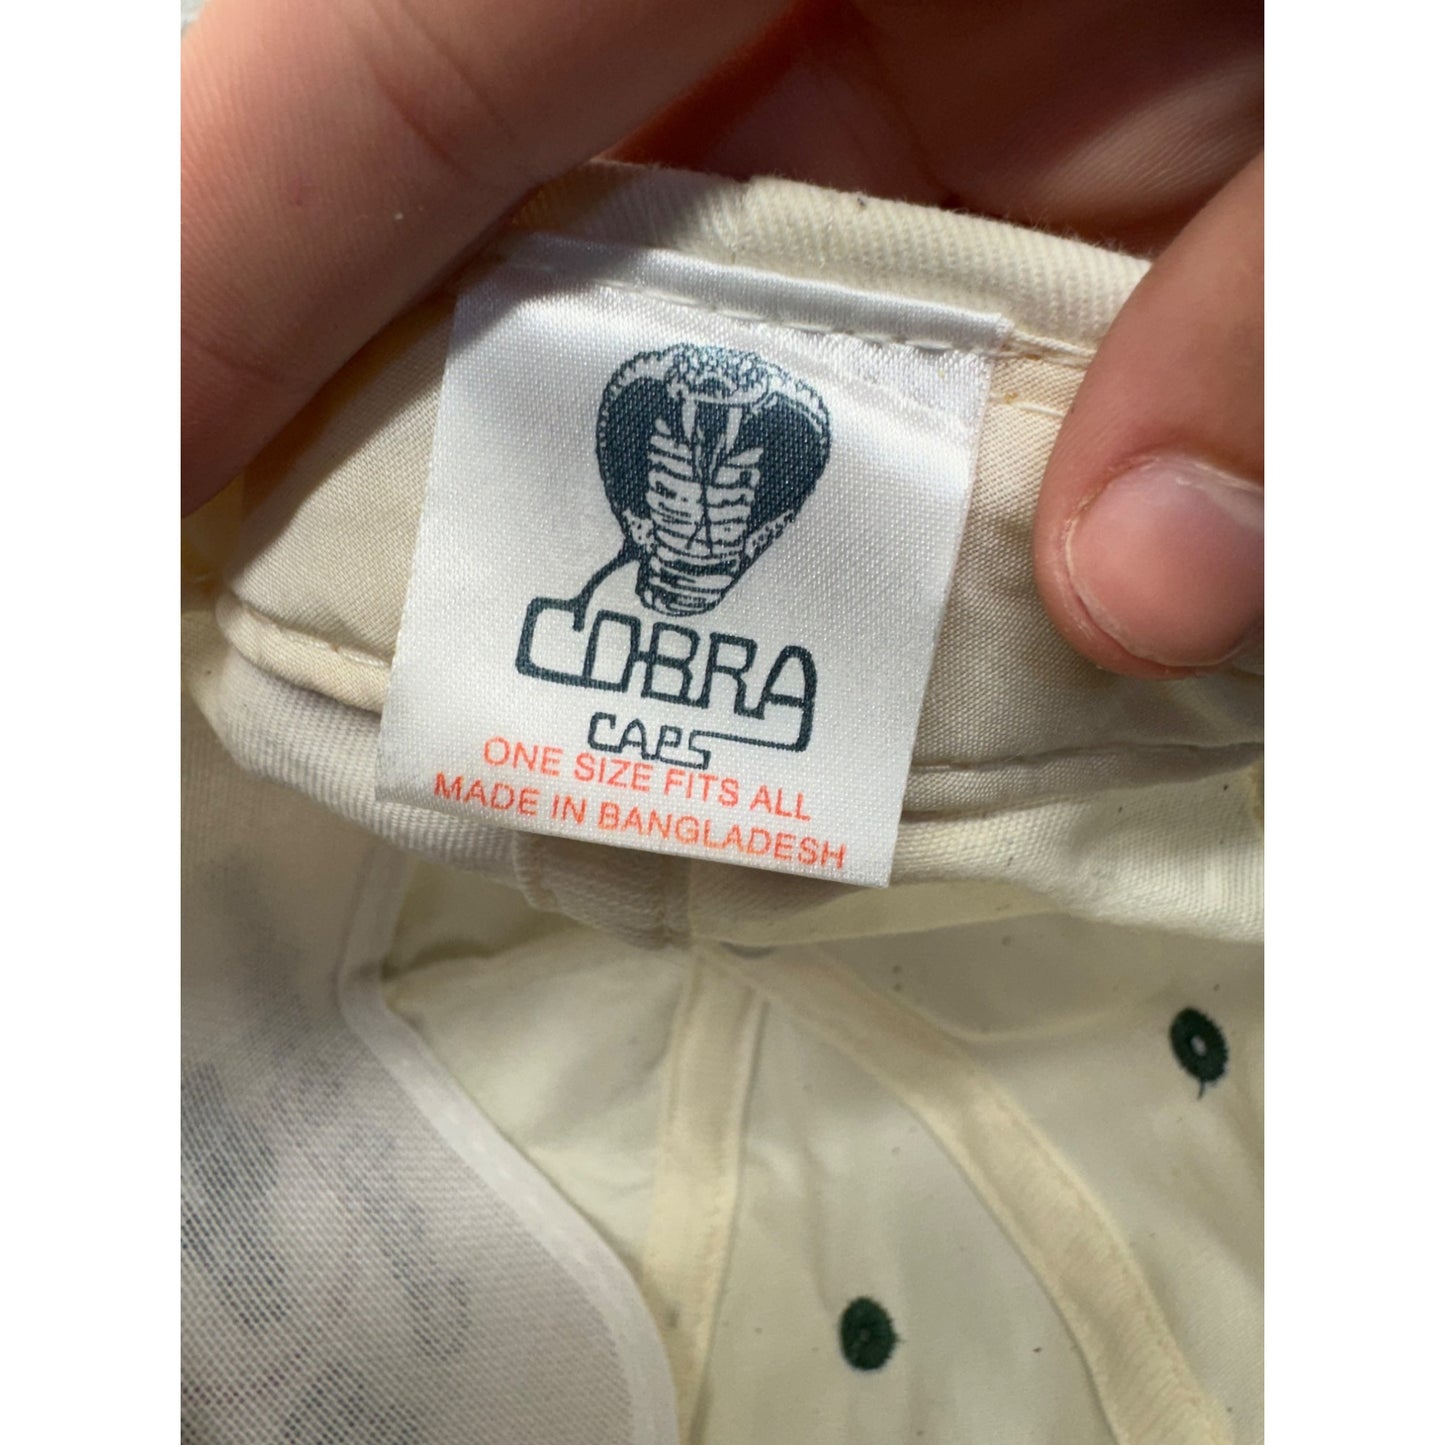 COBRA
CAPS
ONE SIZE FITS ALL
MADE IN BANGLADESH